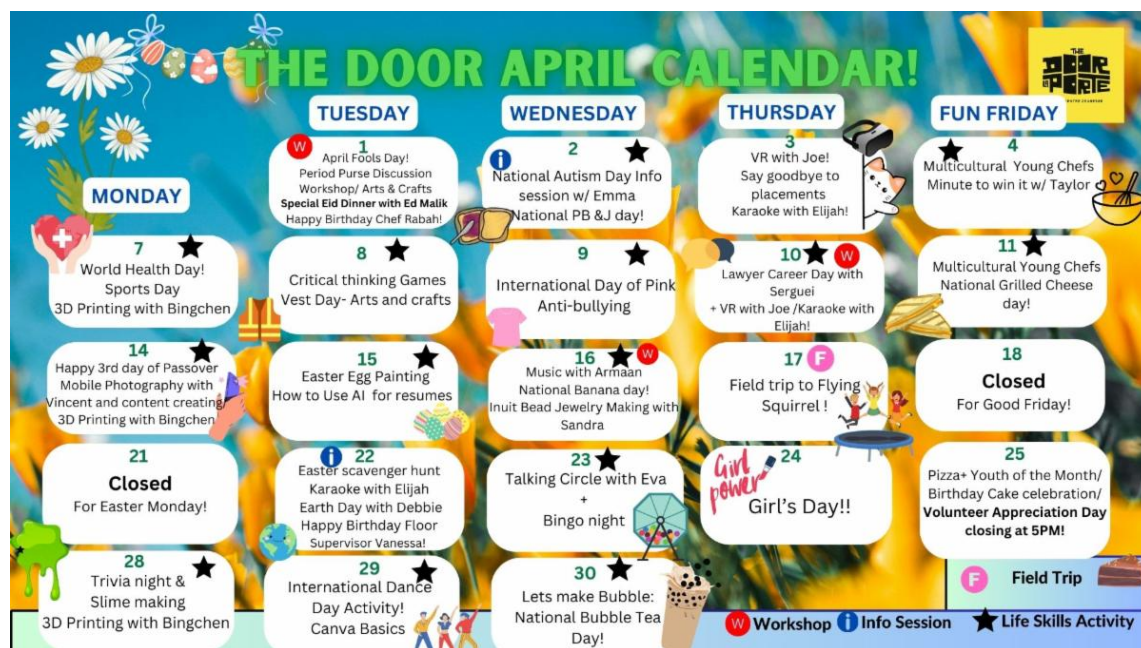 THE DOOR APRIL CALENDAR!
THE
DOOR
PORTE
TUESDAY
WEDNESDAY
THURSDAY
FUN FRIDAY
MONDAY
W
1
April Fools Day!
Period Purse Discussion
Workshop/ Arts & Crafts
Special Eid Dinner with Ed Malik
Happy Birthday Chef Rabah!
i
2
National Autism Day Info
session w/ Emma
National PB &J day!
3
VR with Joe!
Say goodbye to
placements
Karaoke with Elijah!
4
Multicultural Young Chefs
Minute to win it w/ Taylor
7
World Health Day!
Sports Day
3D Printing with Bingchen
8
Critical thinking Games
Vest Day- Arts and crafts
9
International Day of Pink
Anti-bullying
10
W
Lawyer Career Day with
Serguei
+ VR with Joe /Karaoke with
Elijah!
11
Multicultural Young Chefs
National Grilled Cheese
day!
14
Happy 3rd day of Passover
Mobile Photography with
Vincent and content creating
3D Printing with Bingchen
15
Easter Egg Painting
How to Use AI for resumes
16
W
Music with Armaan
National Banana day!
Inuit Bead Jewelry Making with
Sandra
17
F
Field trip to Flying
Squirrel !
18
Closed
For Good Friday!
21
Closed
For Easter Monday!
i
22
Easter scavenger hunt
Karaoke with Elijah
Earth Day with Debbie
Happy Birthday Floor
Supervisor Vanessa!
23
Talking Circle with Eva
+
Bingo night
Girl
power
24
Girl's Day!!
25
Pizza+ Youth of the Month/
Birthday Cake celebration/
Volunteer Appreciation Day
closing at 5PM!
28
Trivia night &
Slime making
3D Printing with Bingchen
29
International Dance
Day Activity!
Canva Basics
30
Lets make Bubble:
National Bubble Tea
Day!
F Field Trip
W Workshop i Info Session Life Skills Activity